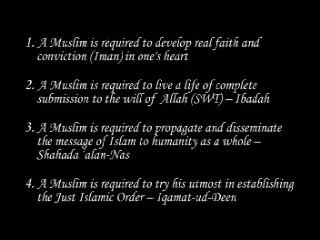 1. A Muslim is required to develop real faith and
conviction (Iman) in one's heart
2. A Muslim is required to live a life of complete
submission to the will of Allah (SWT) – Ibadah
3. A Muslim is required to propagate and disseminate
the message of Islam to humanity as a whole –
Shahada 'alan-Nas
4. A Muslim is required to try his utmost in establishing
the Just Islamic Order – Iqamat-ud-Deen